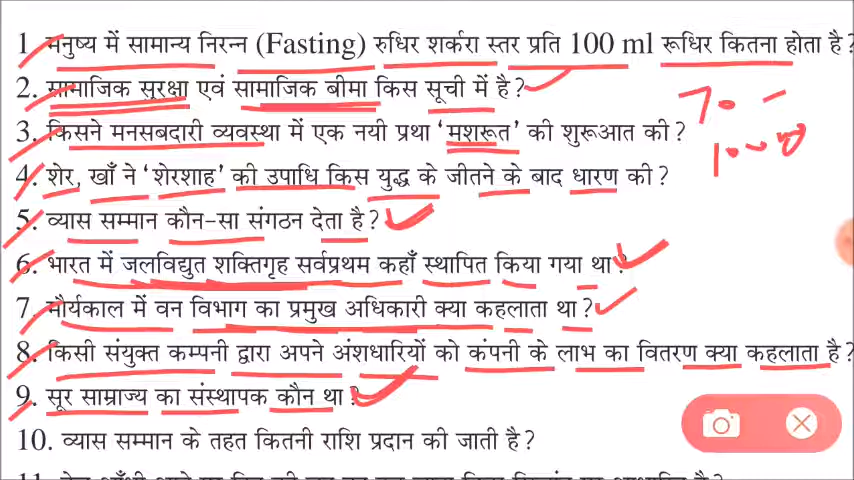 1. मनुष्य में सामान्य निरन्न (Fasting) रुधिर शर्करा स्तर प्रति 100 ml रूधिर कितना होता है?
2. सामाजिक सुरक्षा एवं सामाजिक बीमा किस सूची में है?
70 -
3. किसने मनसबदारी व्यवस्था में एक नयी प्रथा ‘मशरूत’ की शुरूआत की?
4. शेर, खाँ ने ‘शेरशाह’ की उपाधि किस युद्ध के जीतने के बाद धारण की?
5. व्यास सम्मान कौन-सा संगठन देता है?
6. भारत में जलविद्युत शक्तिगृह सर्वप्रथम कहाँ स्थापित किया गया था?
7. मौर्यकाल में वन विभाग का प्रमुख अधिकारी क्या कहलाता था?
8. किसी संयुक्त कम्पनी द्वारा अपने अंशधारियों को कंपनी के लाभ का वितरण क्या कहलाता है?
9. सूर साम्राज्य का संस्थापक कौन था?
10. व्यास सम्मान के तहत कितनी राशि प्रदान की जाती है?